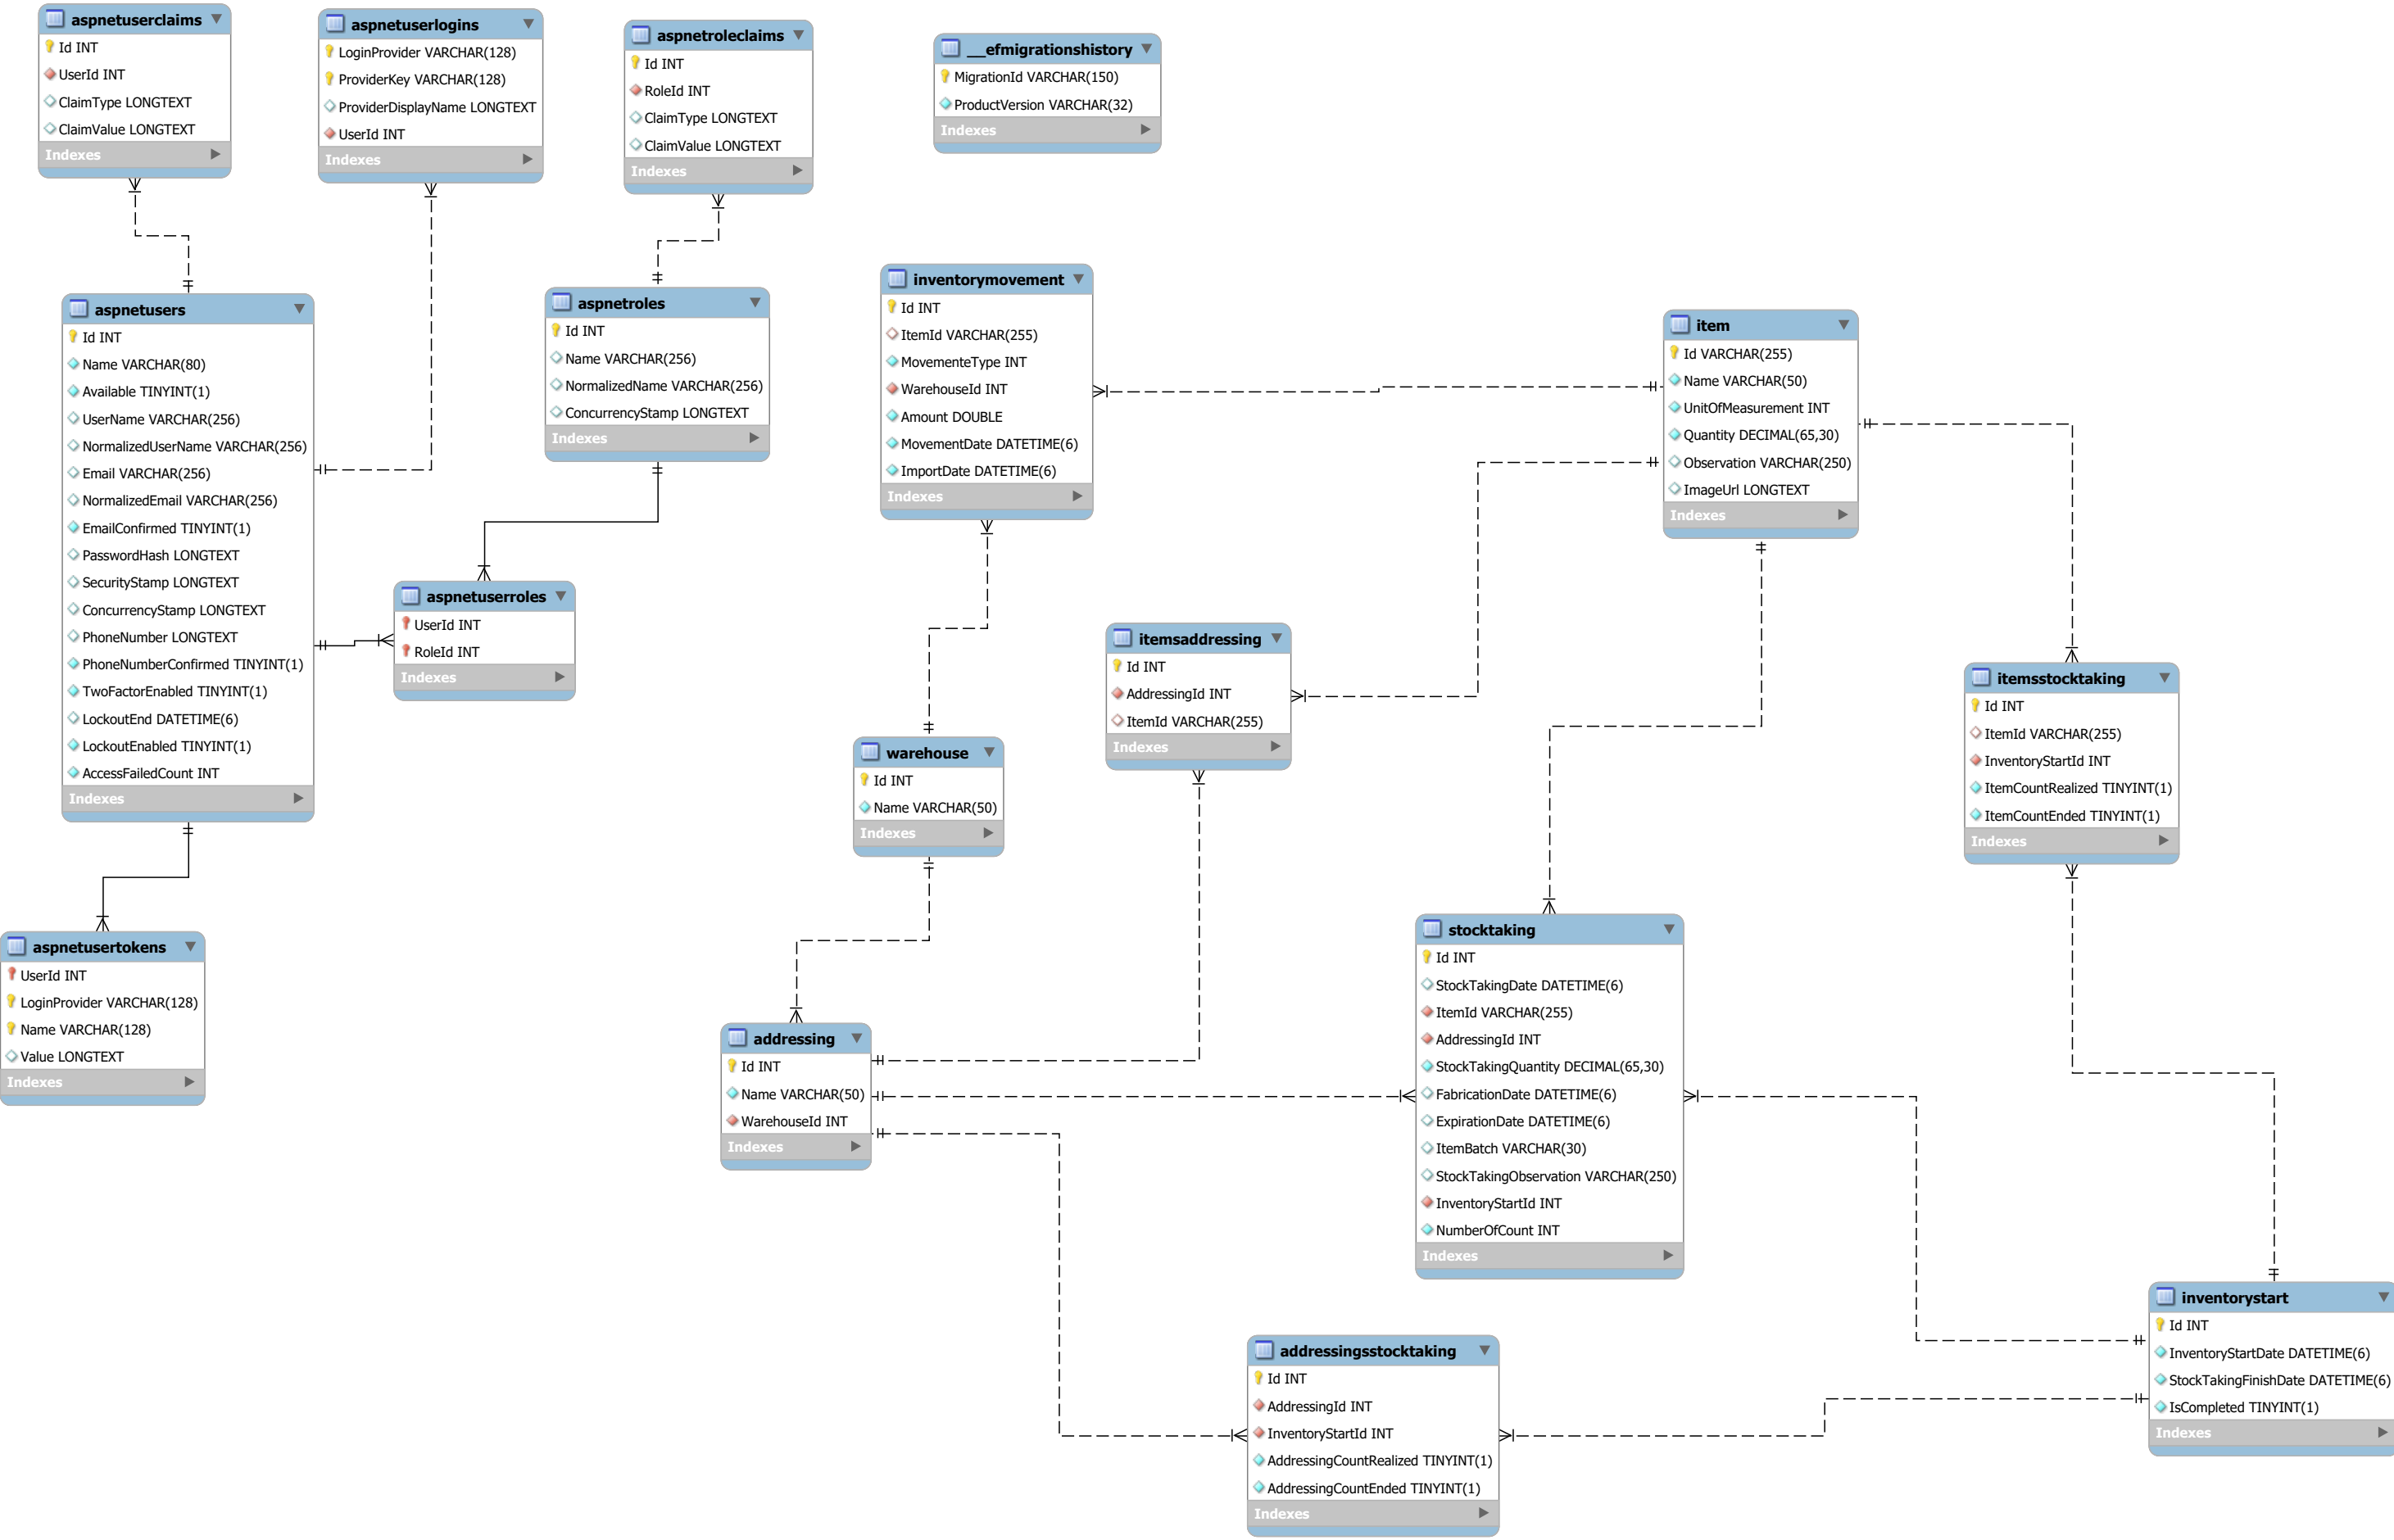 aspnetuserclaims
Id INT
UserId INT
ClaimType LONGTEXT
ClaimValue LONGTEXT
Indexes
aspnetuserlogins
LoginProvider VARCHAR(128)
ProviderKey VARCHAR(128)
ProviderDisplayName LONGTEXT
UserId INT
Indexes
aspnetroleclaims
Id INT
RoleId INT
ClaimType LONGTEXT
ClaimValue LONGTEXT
Indexes
__efmigrationshistory
MigrationId VARCHAR(150)
ProductVersion VARCHAR(32)
Indexes
aspnetusers
Id INT
Name VARCHAR(80)
Available TINYINT(1)
UserName VARCHAR(256)
NormalizedUserName VARCHAR(256)
Email VARCHAR(256)
NormalizedEmail VARCHAR(256)
EmailConfirmed TINYINT(1)
PasswordHash LONGTEXT
SecurityStamp LONGTEXT
ConcurrencyStamp LONGTEXT
PhoneNumber LONGTEXT
PhoneNumberConfirmed TINYINT(1)
TwoFactorEnabled TINYINT(1)
LockoutEnd DATETIME(6)
LockoutEnabled TINYINT(1)
AccessFailedCount INT
Indexes
aspnetroles
Id INT
Name VARCHAR(256)
NormalizedName VARCHAR(256)
ConcurrencyStamp LONGTEXT
Indexes
inventorymovement
Id INT
ItemId VARCHAR(255)
MovementeType INT
WarehouseId INT
Amount DOUBLE
MovementDate DATETIME(6)
ImportDate DATETIME(6)
Indexes
item
Id VARCHAR(255)
Name VARCHAR(50)
UnitOfMeasurement INT
Quantity DECIMAL(65,30)
Observation VARCHAR(250)
ImageUrl LONGTEXT
Indexes
aspnetuserroles
UserId INT
RoleId INT
Indexes
itemsaddressing
Id INT
AddressingId INT
ItemId VARCHAR(255)
Indexes
itemsstocktaking
Id INT
ItemId VARCHAR(255)
InventoryStartId INT
ItemCountRealized TINYINT(1)
ItemCountEnded TINYINT(1)
Indexes
warehouse
Id INT
Name VARCHAR(50)
Indexes
aspnetusertokens
UserId INT
LoginProvider VARCHAR(128)
Name VARCHAR(128)
Value LONGTEXT
Indexes
stocktaking
Id INT
StockTakingDate DATETIME(6)
ItemId VARCHAR(255)
AddressingId INT
StockTakingQuantity DECIMAL(65,30)
FabricationDate DATETIME(6)
ExpirationDate DATETIME(6)
ItemBatch VARCHAR(30)
StockTakingObservation VARCHAR(250)
InventoryStartId INT
NumberOfCount INT
Indexes
addressing
Id INT
Name VARCHAR(50)
WarehouseId INT
Indexes
inventorystart
Id INT
InventoryStartDate DATETIME(6)
StockTakingFinishDate DATETIME(6)
IsCompleted TINYINT(1)
Indexes
addressingsstocktaking
Id INT
AddressingId INT
InventoryStartId INT
AddressingCountRealized TINYINT(1)
AddressingCountEnded TINYINT(1)
Indexes